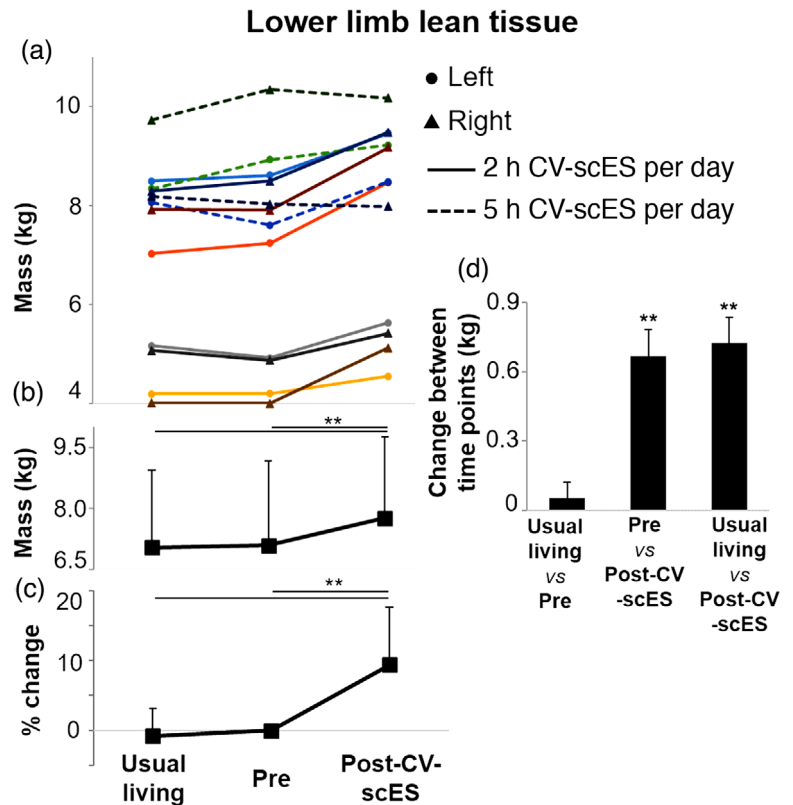 Lower limb lean tissue
(a)
Mass (kg)
10
8
6
4
Left
Right
2 h CV-scES per day
5 h CV-scES per day
(b)
Mass (kg)
9.5
8.0
6.5
**
(c)
% change
20
10
0
**
Usual
living
Pre
Post-CV-
scES
(d)
Change between
time points (kg)
0.9
0.6
0.3
0
**
**
Usual
living
vs
Pre
Pre
vs
Post-CV
-scES
Usual
living
vs
Post-CV
-scES